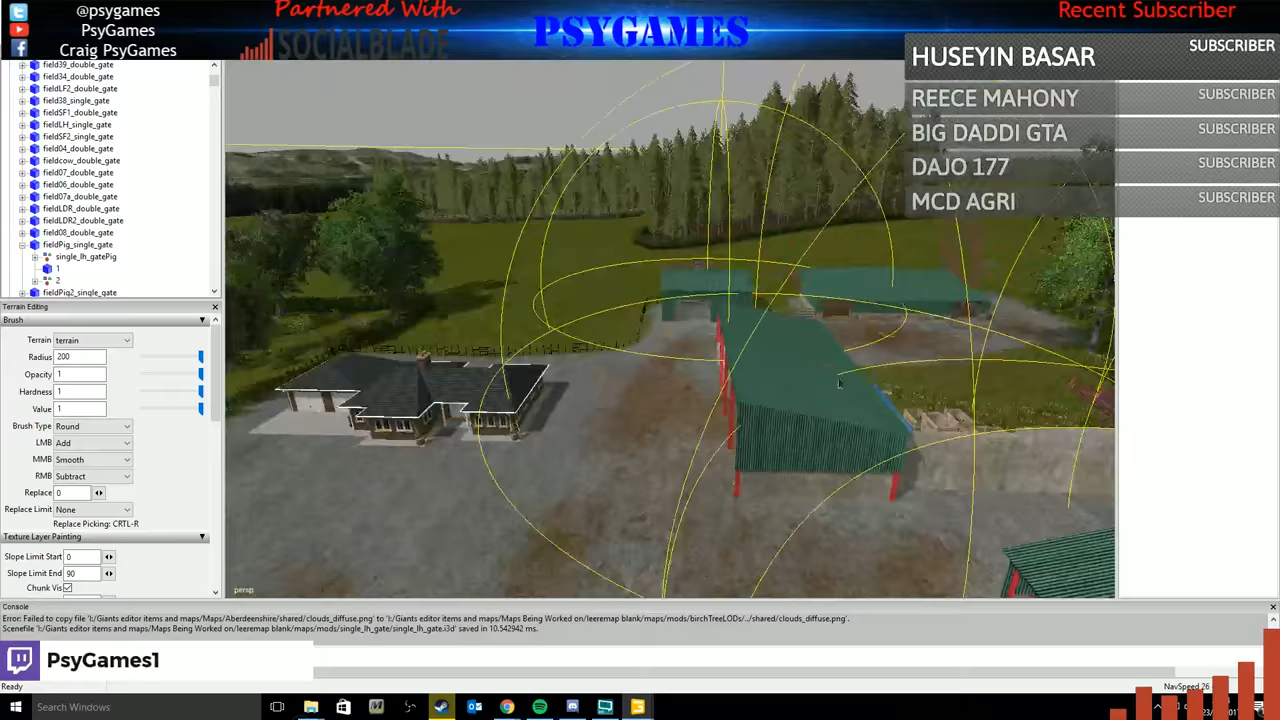 @psygames
PsyGames
Craig PsyGames
Partnered With
SOCIALBLADE
PSYGAMES
Recent Subscriber
HUSEYIN BASAR SUBSCRIBER
REECE MAHONY SUBSCRIBER
BIG DADDI GTA SUBSCRIBER
DAJO 177 SUBSCRIBER
MCD AGRI SUBSCRIBER
field39_double_gate
field34_double_gate
fieldLF2_double_gate
field38_single_gate
fieldSF1_double_gate
fieldLH_single_gate
fieldSF2_single_gate
field04_double_gate
fieldcow_double_gate
field07_double_gate
field06_double_gate
field07a_double_gate
fieldLDR_double_gate
fieldLDR2_double_gate
field08_double_gate
fieldPig_single_gate
single_lh_gatePig
1
2
fieldPig2_single_gate
Terrain Editing
Brush
Terrain terrain
Radius 200
Opacity 1
Hardness 1
Value 1
Brush Type Round
LMB Add
MMB Smooth
RMB Subtract
Replace 0
Replace Limit None
Replace Picking: CRTL-R
Texture Layer Painting
Slope Limit Start 0
Slope Limit End 90
Chunk Vis
persp
Console
Error: Failed to copy file 'I:/Giants editor items and maps/Maps/Aberdeenshire/shared/clouds_diffuse.png' to 'I:/Giants editor items and maps/Maps Being Worked on/leeremap blank/maps/mods/birchTreeLODs/../shared/clouds_diffuse.png'.
Scenefile 'I:/Giants editor items and maps/Maps Being Worked on/leeremap blank/maps/mods/single_lh_gate/single_lh_gate.i3d' saved in 10.542942 ms.
PsyGames1
Ready
NavSpeed 26
Search Windows